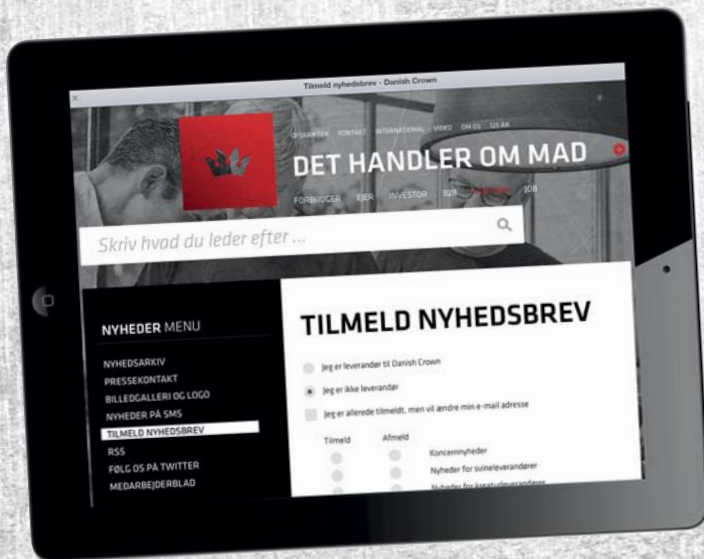 Tilmeld nyhedsbrev - Danish Crown
OPSKRIFTER KONTAKT INTERNATIONAL VIDEO OM OS 125 ÅR
DET HANDLER OM MAD
FORBRUGER EJER INVESTOR B2B JOB
Skriv hvad du leder efter ...
NYHEDER MENU
NYHEDSARKIV
PRESSEKONTAKT
BILLEDGALLERI OG LOGO
NYHEDER PÅ SMS
TILMELD NYHEDSBREV
RSS
FØLG OS PÅ TWITTER
MEDARBEJDERBLAD
TILMELD NYHEDSBREV
Jeg er leverandør til Danish Crown
Jeg er ikke leverandør
Jeg er allerede tilmeldt, men vil ændre min e-mail adresse
Tilmeld Afmeld
Koncernnyheder
Nyheder for svineleverandører
Nyheder for kreaturleverandører